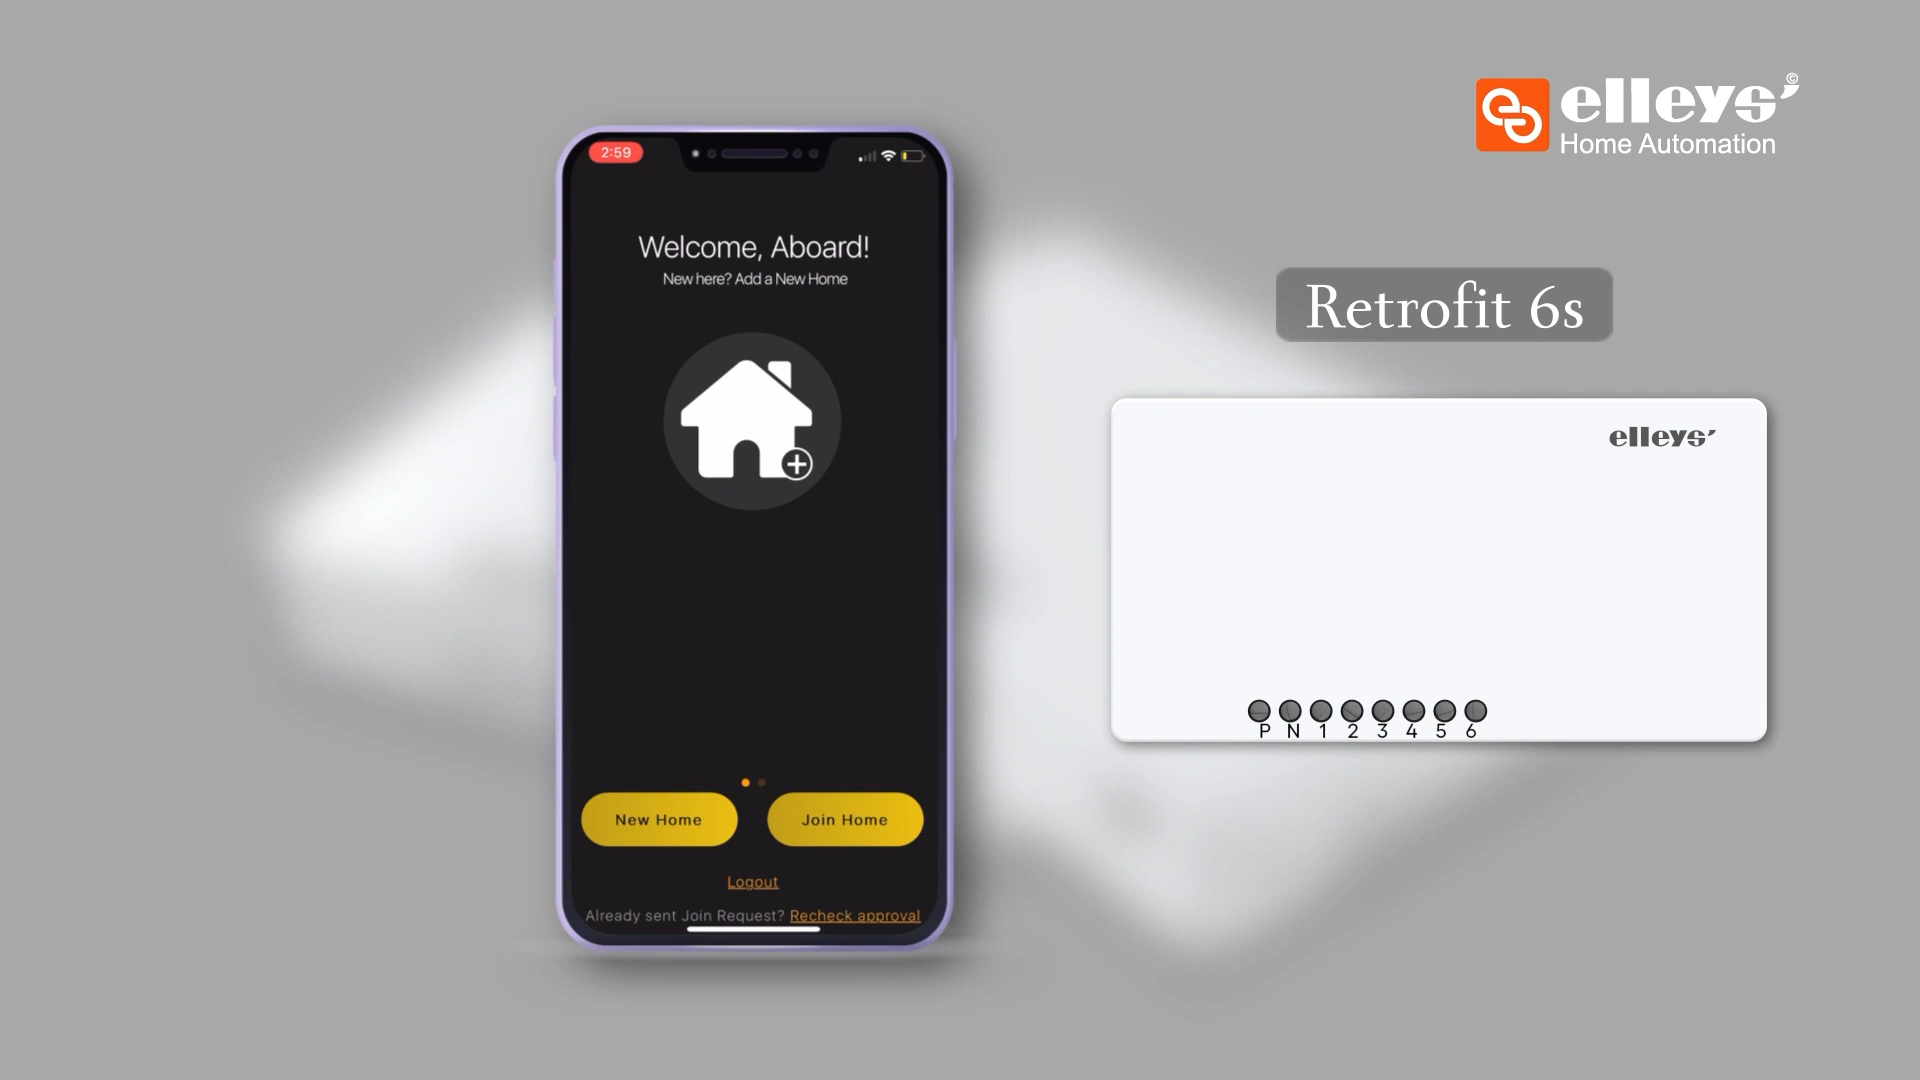 elleys’©
Home Automation
2:59
Welcome, Aboard!
New here? Add a New Home
New Home
Join Home
Logout
Already sent Join Request? Recheck approval
Retrofit 6s
elleys’
P N 1 2 3 4 5 6